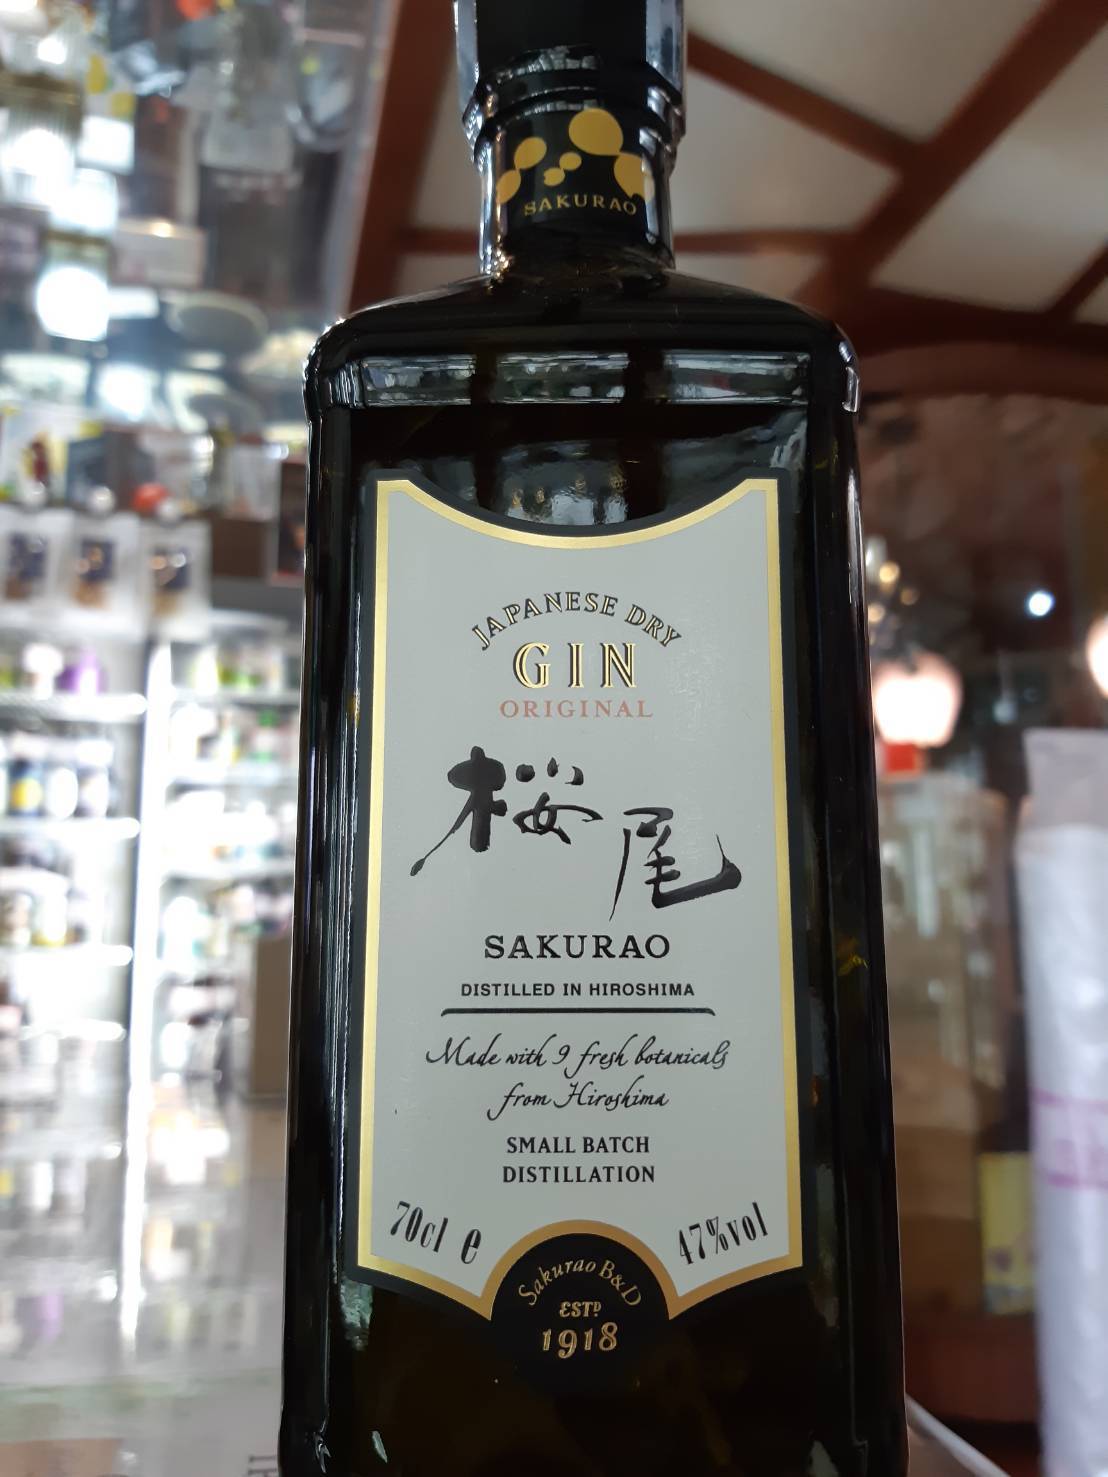 SAKURAO
JAPANESE DRY
GIN
ORIGINAL
桜尾
SAKURAO
DISTILLED IN HIROSHIMA
Made with 9 fresh botanicals
from Hiroshima
SMALL BATCH
DISTILLATION
70cl e 47%vol
Sakurao B&D
ESTD
1918